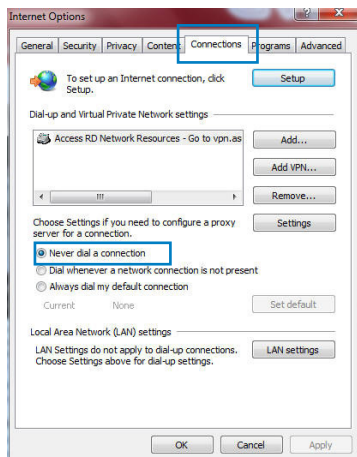 Internet Options
General Security Privacy Content Connections Programs Advanced
To set up an Internet connection, click
Setup.
Setup
Dial-up and Virtual Private Network settings
Access RD Network Resources - Go to vpn.as
Add...
Add VPN...
Remove...
Choose Settings if you need to configure a proxy
server for a connection.
Settings
Never dial a connection
Dial whenever a network connection is not present
Always dial my default connection
Current None
Set default
Local Area Network (LAN) settings
LAN Settings do not apply to dial-up connections.
Choose Settings above for dial-up settings.
LAN settings
OK Cancel Apply